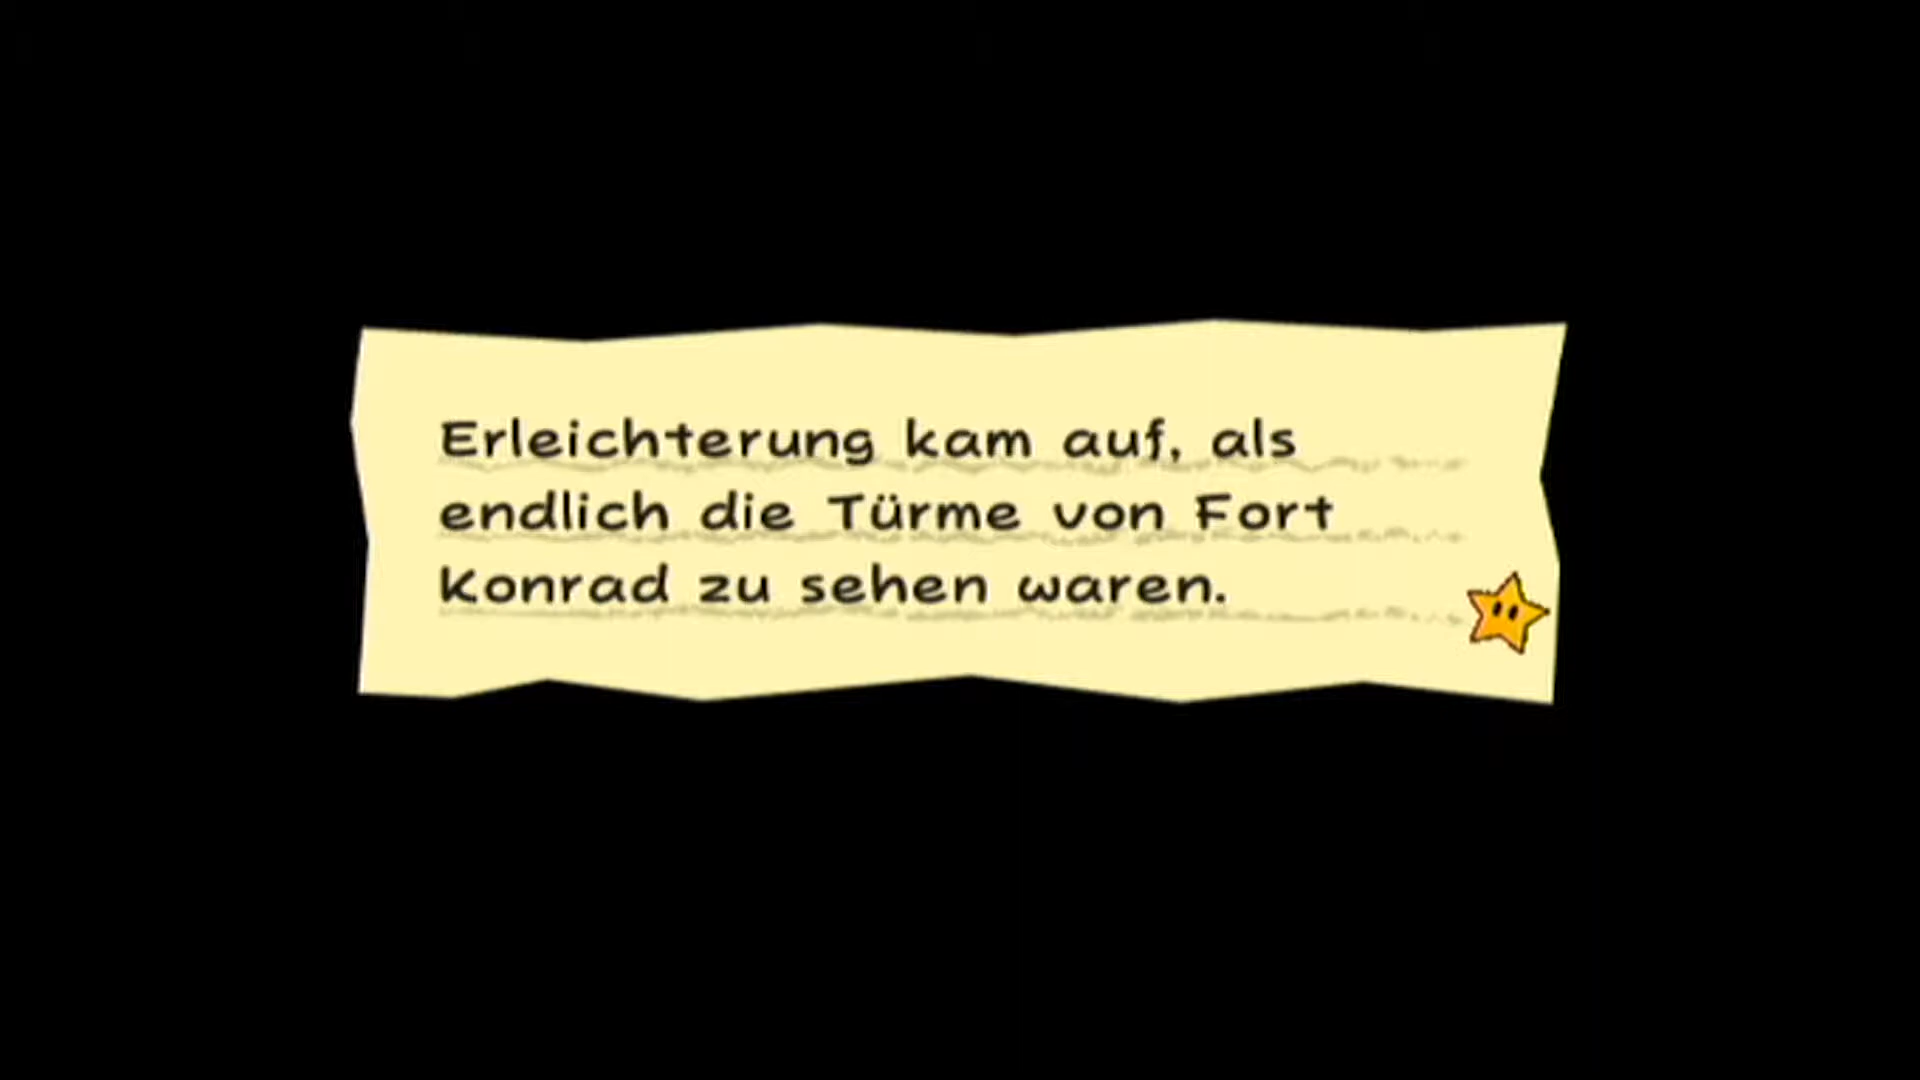 Erleichterung kam auf, als
endlich die Türme von Fort
Konrad zu sehen waren.